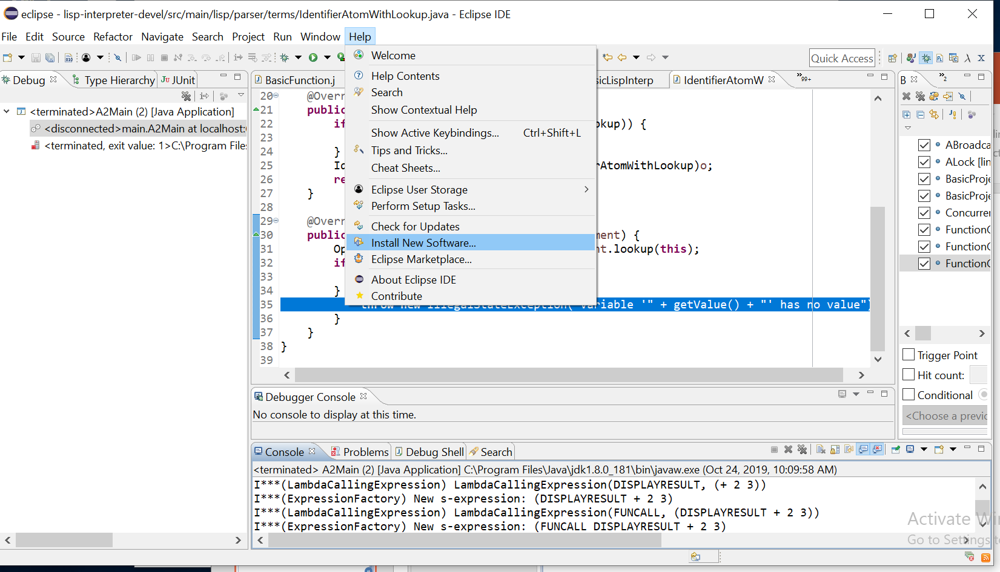 eclipse - lisp-interpreter-devel/src/main/lisp/parser/terms/IdentifierAtomWithLookup.java - Eclipse IDE
File Edit Source Refactor Navigate Search Project Run Window Help
Quick Access
Debug Type Hierarchy JUnit
<terminated>A2Main (2) [Java Application]
<disconnected>main.A2Main at localhost:
<terminated, exit value: 1>C:\Program File
Welcome
Help Contents
Search
Show Contextual Help
Show Active Keybindings... Ctrl+Shift+L
Tips and Tricks...
Cheat Sheets...
Eclipse User Storage
Perform Setup Tasks...
Check for Updates
Install New Software...
Eclipse Marketplace...
About Eclipse IDE
Contribute
BasicFunction.j sicLispInterp IdentifierAtomW 99+
20 @Overr
21 public
22 if okup)) {
23
24 }
25 Id rAtomWithLookup)o;
26 re
27 }
28
29 @Overr
30 public ment) {
31 Op nt.lookup(this);
32 if
33
34 }
35 throw new IllegalStateException("Variable '" + getValue() + "' has no value")
36 }
37 }
38 }
39
B 2
ABroadca
ALock [lin
BasicProje
BasicProje
Concurre
Function
Function
Function
Trigger Point
Hit count:
Conditional
<Choose a previo
Debugger Console
No console to display at this time.
Console Problems Debug Shell Search
<terminated> A2Main (2) [Java Application] C:\Program Files\Java\jdk1.8.0_181\bin\javaw.exe (Oct 24, 2019, 10:09:58 AM)
I***(LambdaCallingExpression) LambdaCallingExpression(DISPLAYRESULT, (+ 2 3))
I***(ExpressionFactory) New s-expression: (DISPLAYRESULT + 2 3)
I***(LambdaCallingExpression) LambdaCallingExpression(FUNCALL, (DISPLAYRESULT + 2 3))
I***(ExpressionFactory) New s-expression: (FUNCALL DISPLAYRESULT + 2 3)
Activate Wi
Go to Settings t